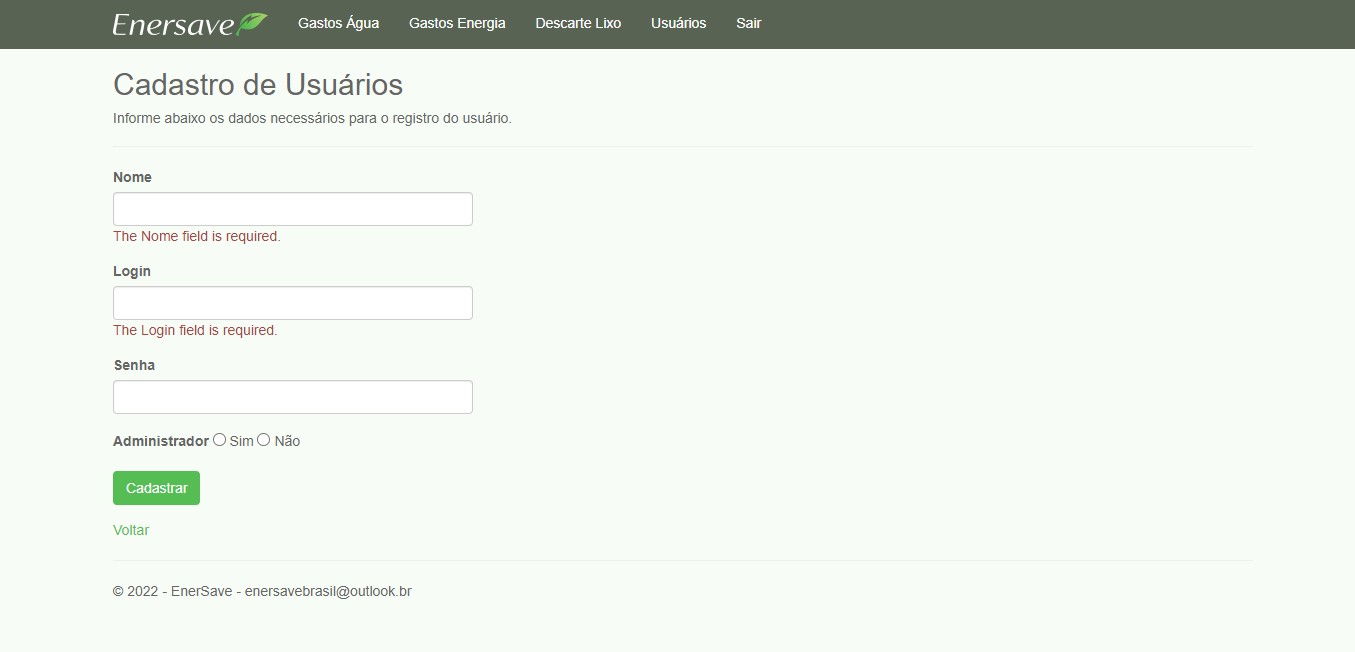 Enersave Gastos Água Gastos Energia Descarte Lixo Usuários Sair
Cadastro de Usuários
Informe abaixo os dados necessários para o registro do usuário.
Nome
The Nome field is required.
Login
The Login field is required.
Senha
Administrador Sim Não
Cadastrar
Voltar
© 2022 - EnerSave - enersavebrasil@outlook.br